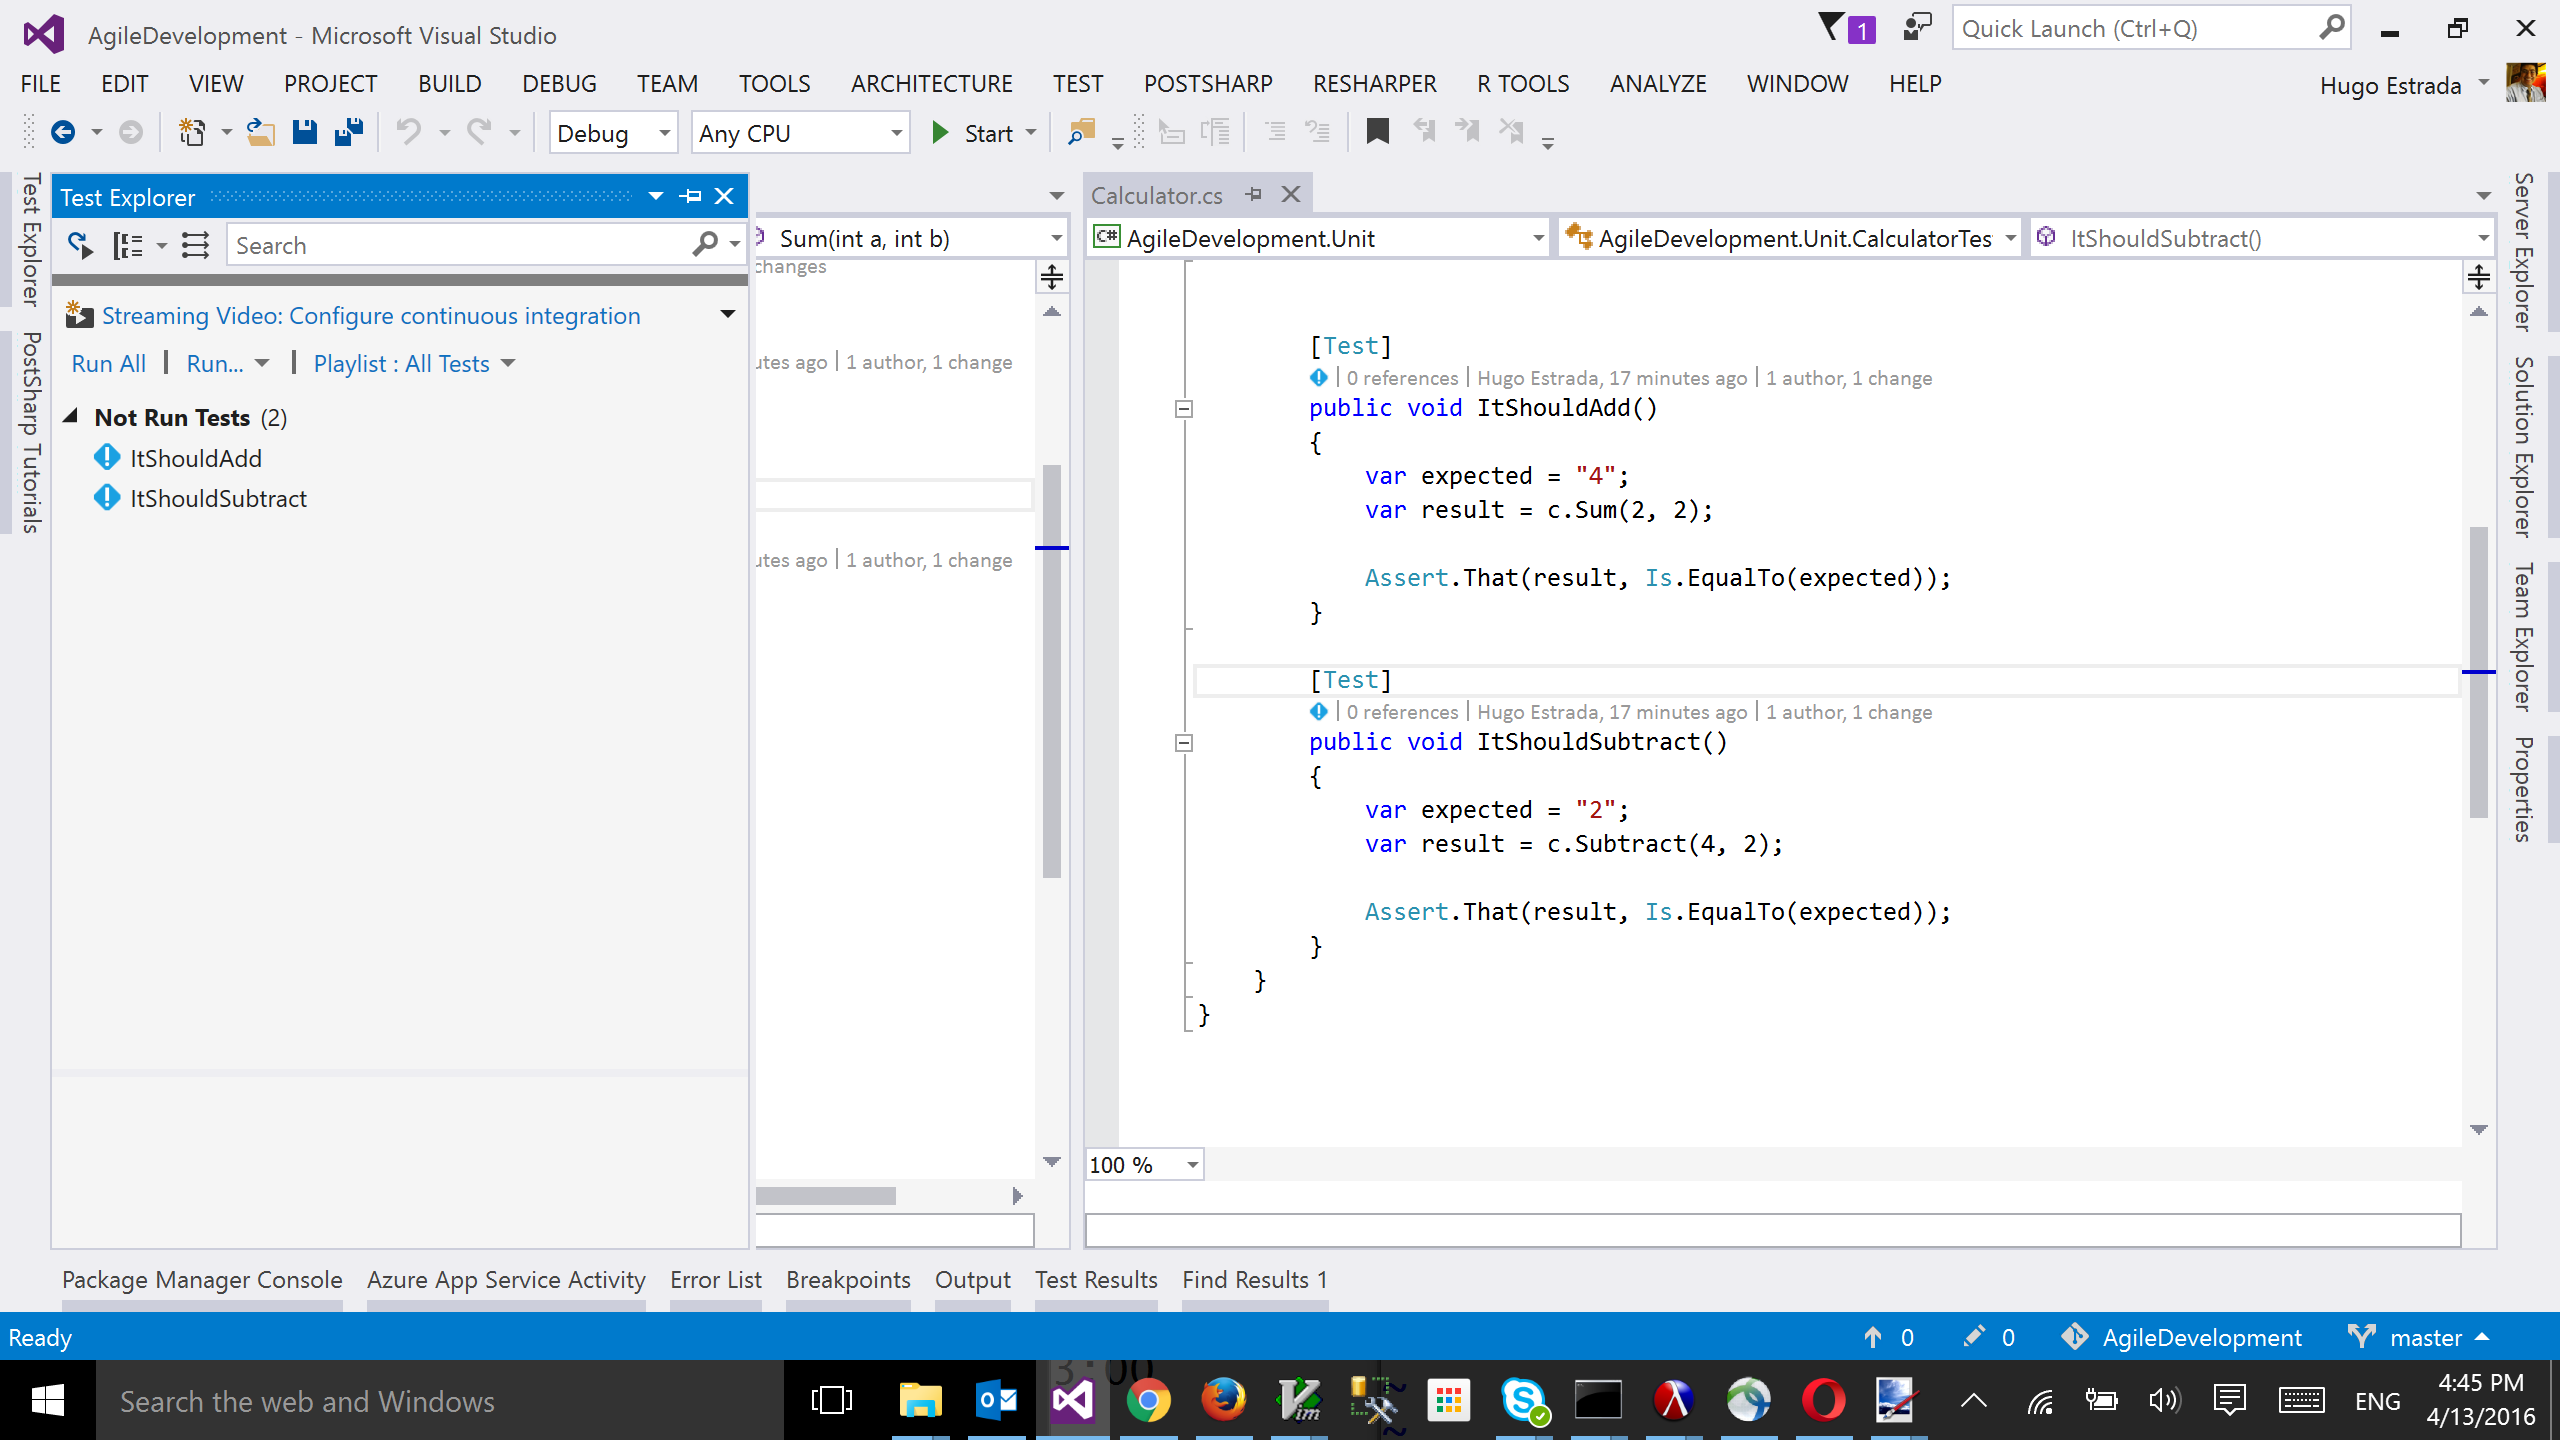 AgileDevelopment - Microsoft Visual Studio
1
Quick Launch (Ctrl+Q)
FILE EDIT VIEW PROJECT BUILD DEBUG TEAM TOOLS ARCHITECTURE TEST POSTSHARP RESHARPER R TOOLS ANALYZE WINDOW HELP
Hugo Estrada
Debug
Any CPU
Start
Test Explorer
PostSharp Tutorials
Test Explorer
Search
Streaming Video: Configure continuous integration
Run All | Run... | Playlist : All Tests
Not Run Tests (2)
ItShouldAdd
ItShouldSubtract
Sum(int a, int b)
changes
utes ago | 1 author, 1 change
utes ago | 1 author, 1 change
Calculator.cs
C# AgileDevelopment.Unit
AgileDevelopment.Unit.CalculatorTes
ItShouldSubtract()
[Test]
0 references | Hugo Estrada, 17 minutes ago | 1 author, 1 change
public void ItShouldAdd()
{
var expected = "4";
var result = c.Sum(2, 2);
Assert.That(result, Is.EqualTo(expected));
}
[Test]
0 references | Hugo Estrada, 17 minutes ago | 1 author, 1 change
public void ItShouldSubtract()
{
var expected = "2";
var result = c.Subtract(4, 2);
Assert.That(result, Is.EqualTo(expected));
}
}
}
100 %
Server Explorer
Solution Explorer
Team Explorer
Properties
Package Manager Console Azure App Service Activity Error List Breakpoints Output Test Results Find Results 1
Ready
0 0 AgileDevelopment master
Search the web and Windows
3:00
Vim
ENG
4:45 PM
4/13/2016